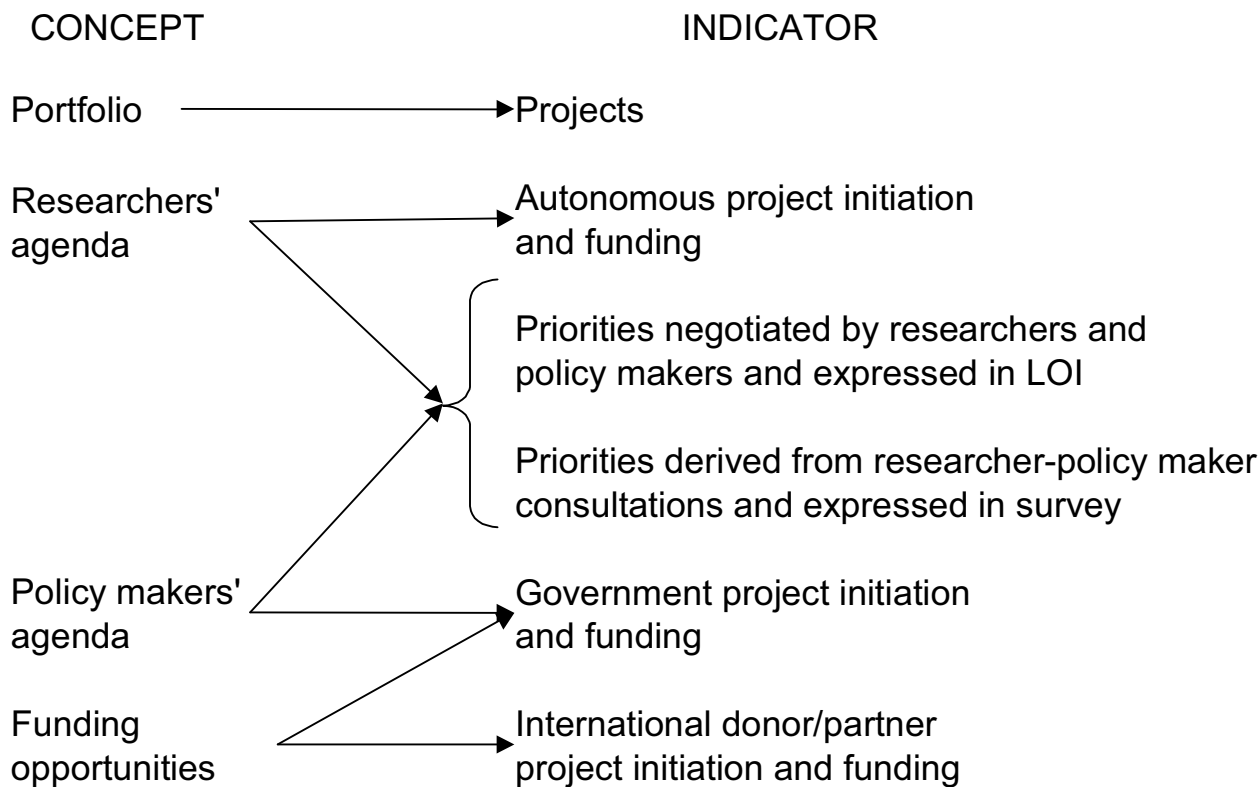 CONCEPT INDICATOR
Portfolio Projects
Researchers'
agenda
Autonomous project initiation
and funding
Priorities negotiated by researchers and
policy makers and expressed in LOI
Priorities derived from researcher-policy maker
consultations and expressed in survey
Policy makers'
agenda
Government project initiation
and funding
Funding
opportunities
International donor/partner
project initiation and funding